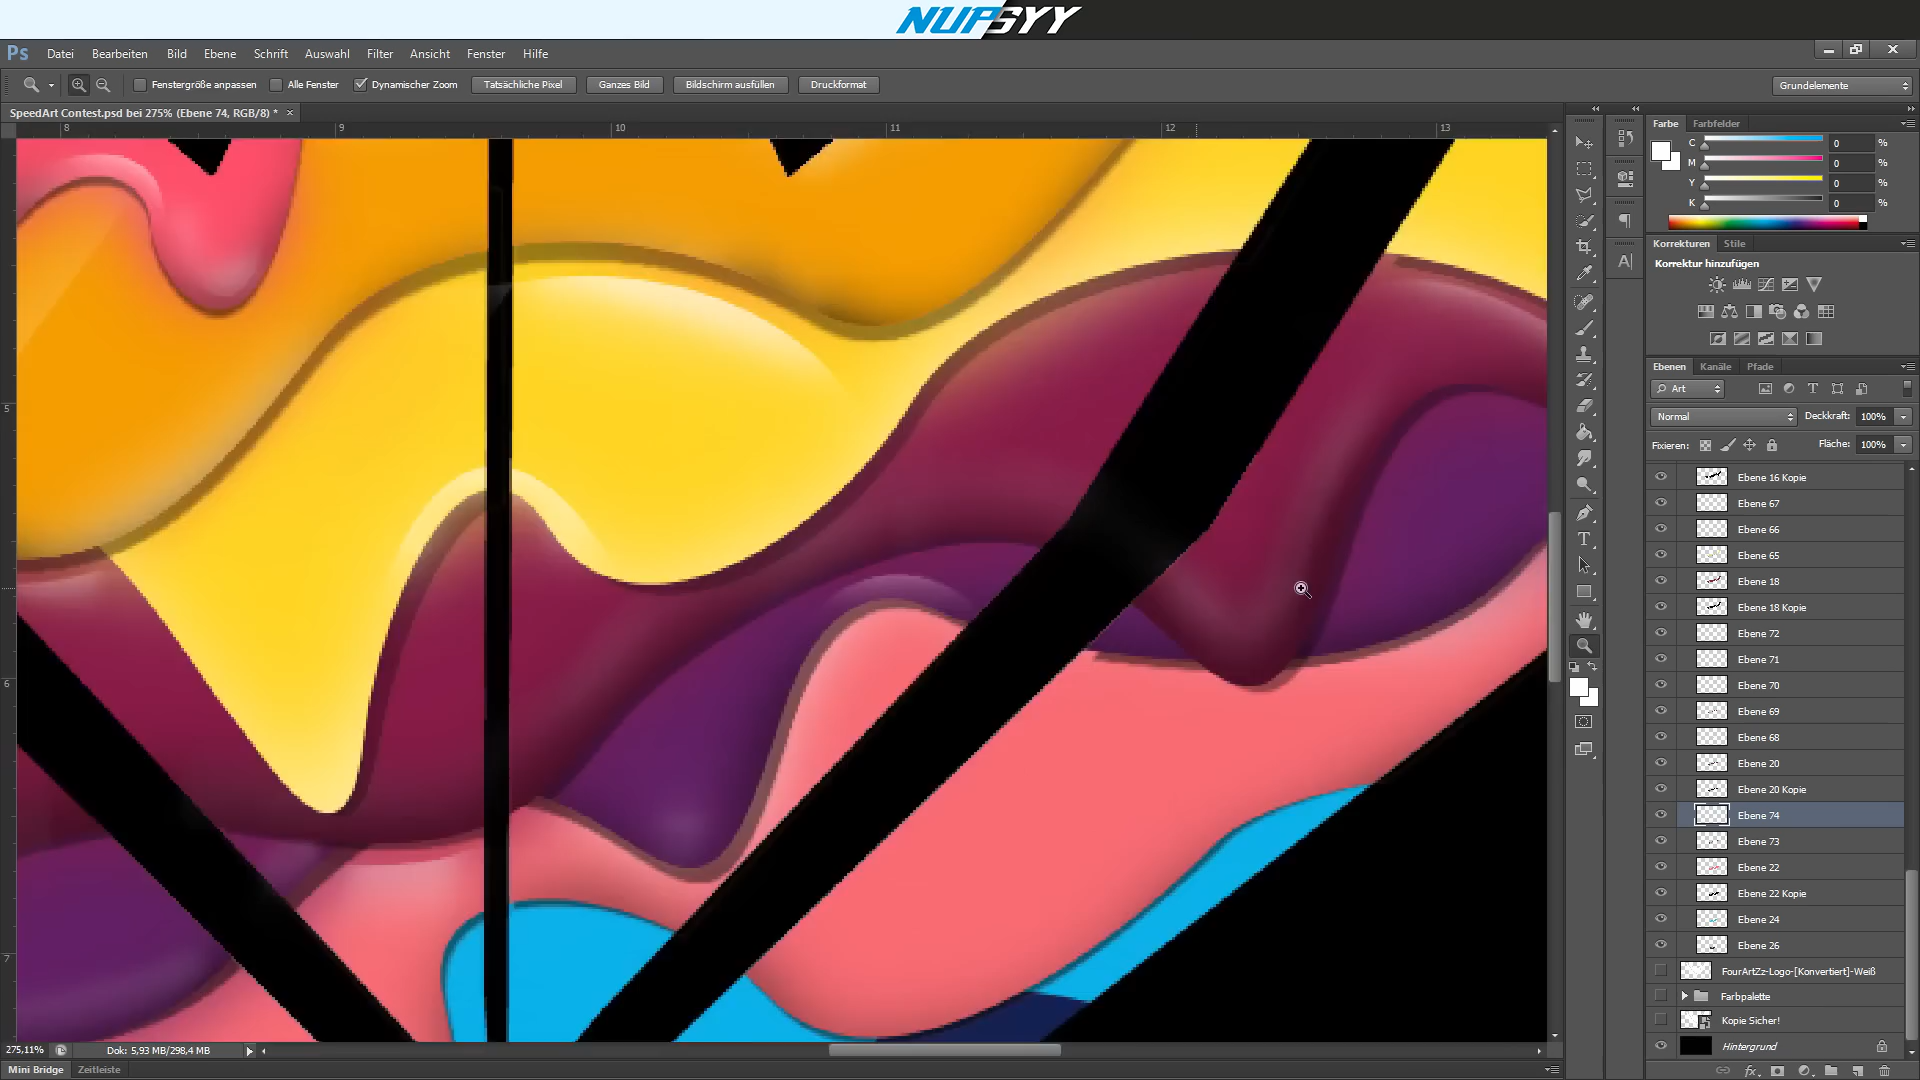 NUPSYY
Ps Datei Bearbeiten Bild Ebene Schrift Auswahl Filter Ansicht Fenster Hilfe
Fenstergröße anpassen Alle Fenster Dynamischer Zoom Tatsächliche Pixel Ganzes Bild Bildschirm ausfüllen Druckformat Grundelemente
SpeedArt Contest.psd bei 275% (Ebene 74, RGB/8) * ×
8 9 10 11 12 13
5
6
7
Farbe Farbfelder
C 0 %
M 0 %
Y 0 %
K 0 %
Korrekturen Stile
Korrektur hinzufügen
Ebenen Kanäle Pfade
Art
Normal Deckkraft: 100%
Fixieren: Fläche: 100%
Ebene 16 Kopie
Ebene 67
Ebene 66
Ebene 65
Ebene 18
Ebene 18 Kopie
Ebene 72
Ebene 71
Ebene 70
Ebene 69
Ebene 68
Ebene 20
Ebene 20 Kopie
Ebene 74
Ebene 73
Ebene 22
Ebene 22 Kopie
Ebene 24
Ebene 26
FourArtZz-Logo-[Konvertiert]-Weiß
Farbpalette
Kopie Sicher!
Hintergrund
275,11% Dok: 5,93 MB/298,4 MB
Mini Bridge Zeitleiste